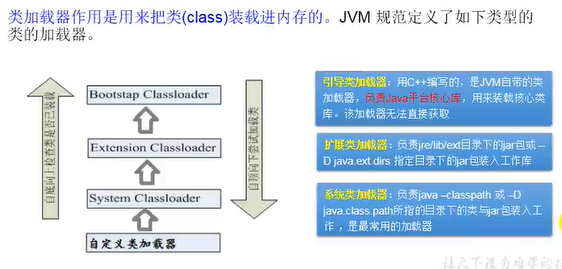 类加载器作用是用来把类(class)装载进内存的。JVM 规范定义了如下类型的
类的加载器。
自底向上检查类是否已装载
Bootstap Classloader
Extension Classloader
System Classloader
自定义类加载器
自顶向下尝试加载类
引导类加载器：用C++编写的，是JVM自带的类
加载器，负责Java平台核心库，用来装载核心类
库。该加载器无法直接获取
扩展类加载器：负责jre/lib/ext目录下的jar包或 –
D java.ext.dirs 指定目录下的jar包装入工作库
系统类加载器：负责java –classpath 或 –D
java.class.path所指的目录下的类与jar包装入工
作 ，是最常用的加载器
让天下没有难学的